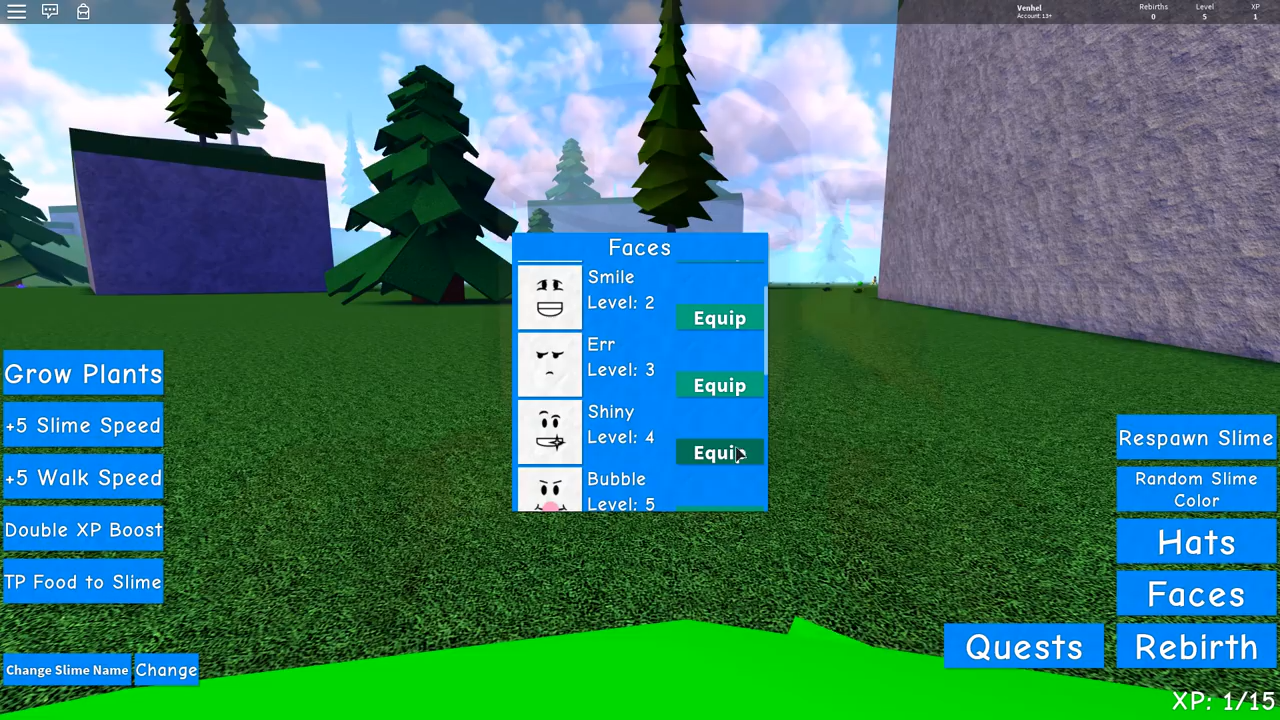 Venhel
Account: 13+
Rebirths
0
Level
5
XP
1
Faces
Smile
Level: 2
Equip
Err
Level: 3
Equip
Shiny
Level: 4
Equip
Bubble
Level: 5
Grow Plants
+5 Slime Speed
+5 Walk Speed
Double XP Boost
TP Food to Slime
Change Slime Name
Change
Respawn Slime
Random Slime
Color
Hats
Faces
Quests
Rebirth
XP: 1/15